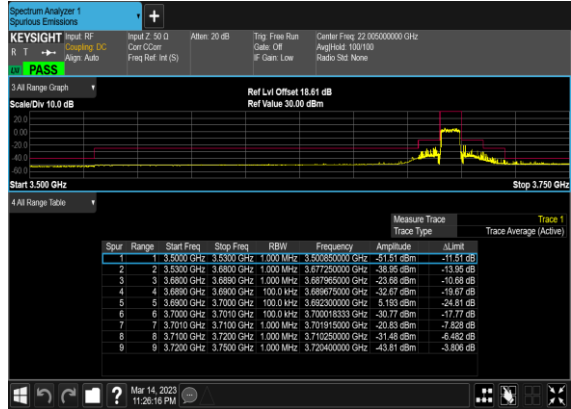 Spectrum Analyzer 1
Spurious Emissions
KEYSIGHT Input: RF Input Z: 50 Ω Atten: 20 dB Trig: Free Run Center Freq: 22.005000000 GHz
R T Coupling: DC Corr CCorr Gate: Off Avg|Hold: 100/100
Align: Auto Freq Ref: Int (S) IF Gain: Low Radio Std: None
PASS
3.All Range Graph
Ref Lvl Offset 18.61 dB
Scale/Div 10.0 dB Ref Value 30.00 dBm
20.0
0.00
-20.0
-40.0
-60.0
Start 3.500 GHz Stop 3.750 GHz
4.All Range Table
Measure Trace Trace 1
Trace Type Trace Average (Active)
Spur Range Start Freq Stop Freq RBW Frequency Amplitude ΔLimit
1 1 3.5000 GHz 3.5300 GHz 1.000 MHz 3.500850000 GHz -51.51 dBm -11.51 dB
2 2 3.5300 GHz 3.6800 GHz 1.000 MHz 3.677250000 GHz -38.95 dBm -13.95 dB
3 3 3.6800 GHz 3.6890 GHz 1.000 MHz 3.687965000 GHz -23.68 dBm -10.68 dB
4 4 3.6890 GHz 3.6900 GHz 100.0 kHz 3.689675000 GHz -32.67 dBm -19.67 dB
5 5 3.6900 GHz 3.7000 GHz 100.0 kHz 3.692300000 GHz 5.193 dBm -24.81 dB
6 6 3.7000 GHz 3.7010 GHz 100.0 kHz 3.700018333 GHz -30.77 dBm -17.77 dB
7 7 3.7010 GHz 3.7100 GHz 1.000 MHz 3.701915000 GHz -20.83 dBm -7.828 dB
8 8 3.7100 GHz 3.7200 GHz 1.000 MHz 3.710250000 GHz -31.48 dBm -6.482 dB
9 9 3.7200 GHz 3.7500 GHz 1.000 MHz 3.720400000 GHz -43.81 dBm -3.806 dB
? Mar 14, 2023
11:26:16 PM